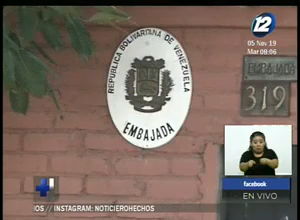 12
05 Nov 19
Mar 08:06
REPÚBLICA BOLIVARIANA DE VENEZUELA
EMBAJADA
EMBAJADA
319
facebook
EN VIVO
IOS // INSTAGRAM: NOTICIEROHECHOS